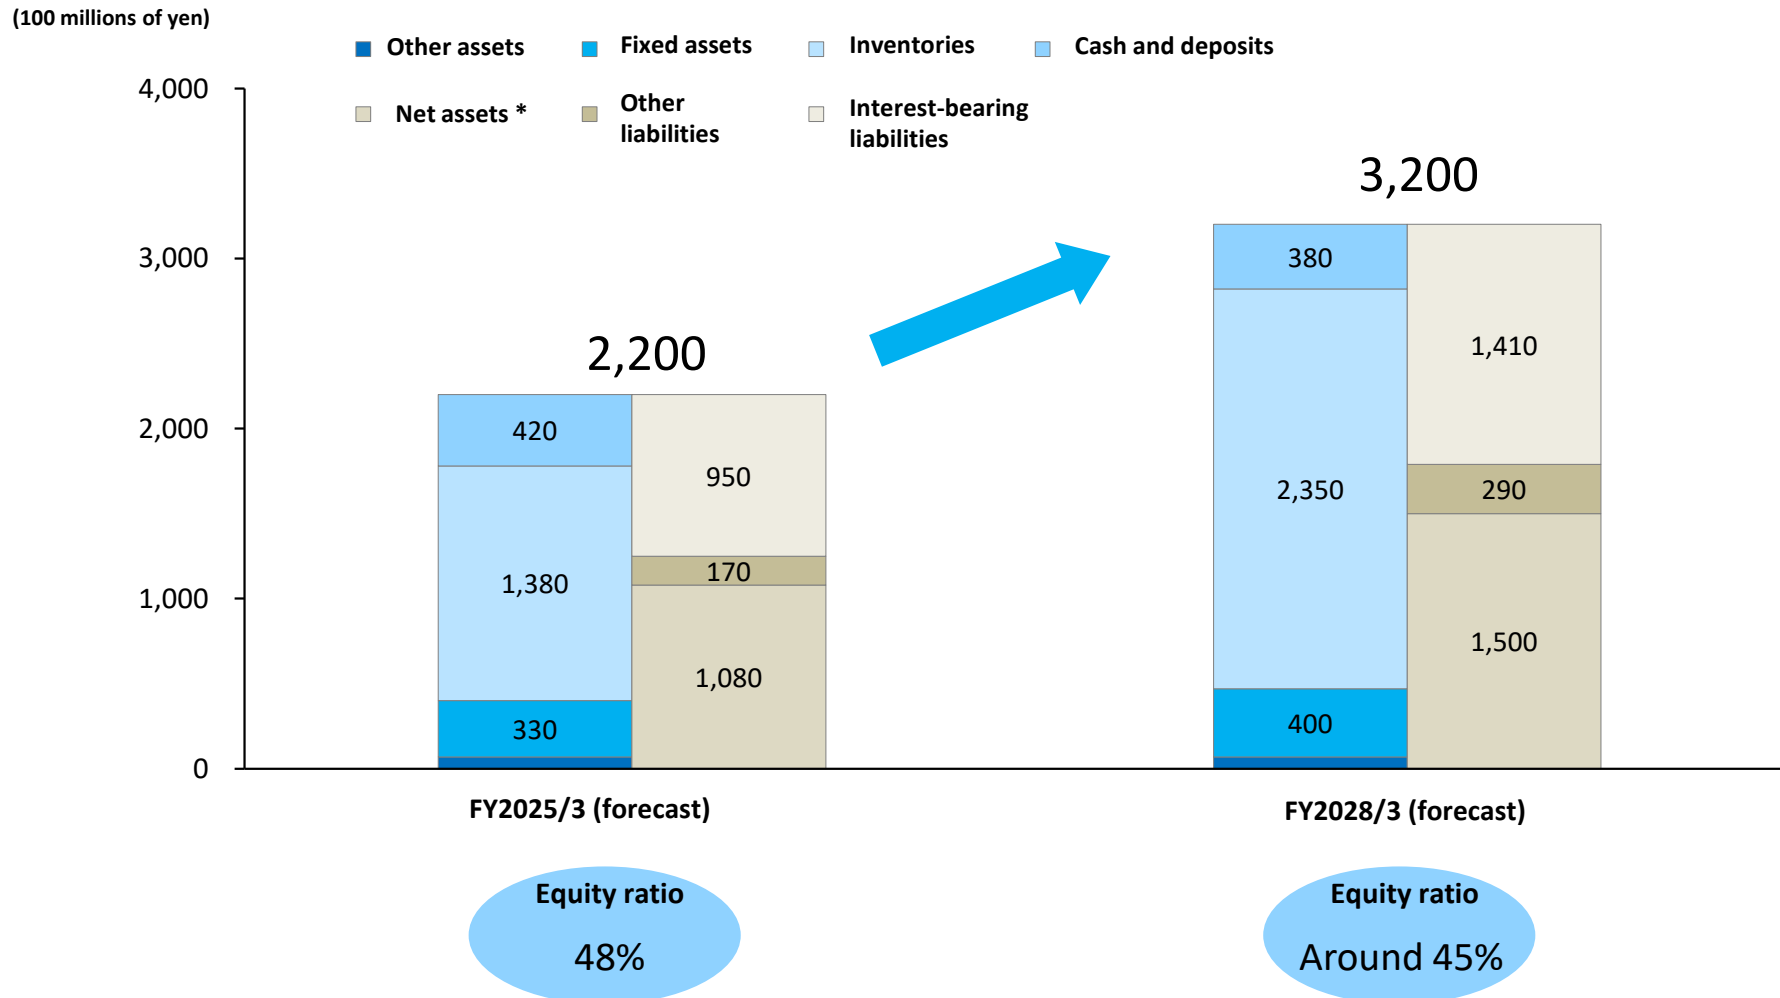 (100 millions of yen)
Other assets
Fixed assets
Inventories
Cash and deposits
Net assets *
Other
liabilities
Interest-bearing
liabilities
4,000
3,000
2,000
1,000
0
2,200
420
1,380
330
950
170
1,080
3,200
380
2,350
400
1,410
290
1,500
FY2025/3 (forecast)
FY2028/3 (forecast)
Equity ratio
48%
Equity ratio
Around 45%